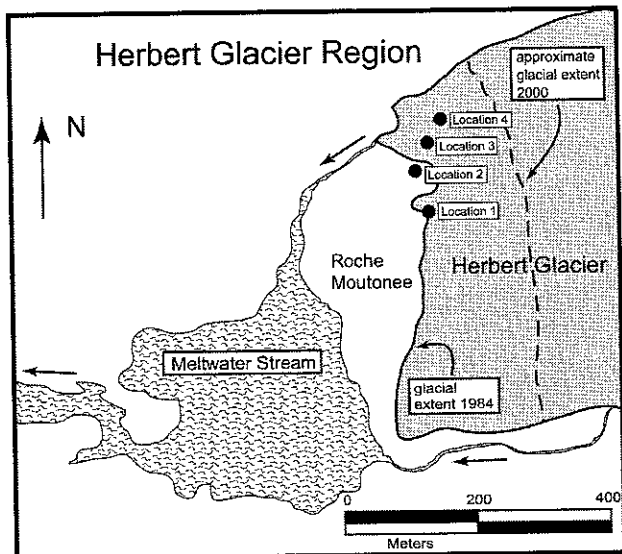 Herbert Glacier Region
approximate
glacial extent
2000
N
Location 4
Location 3
Location 2
Location 1
Roche
Moutonee
Herbert Glacier
Meltwater Stream
glacial
extent 1984
0 200 400
Meters